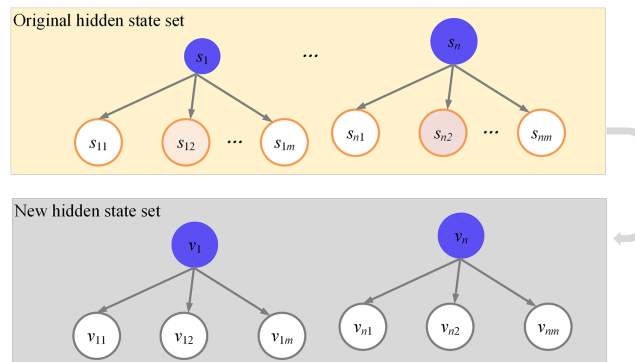 Original hidden state set
s1 ... sn
s11 s12 ... s1m sn1 sn2 ... snm
New hidden state set
v1 vn
v11 v12 v1m vn1 vn2 vnm